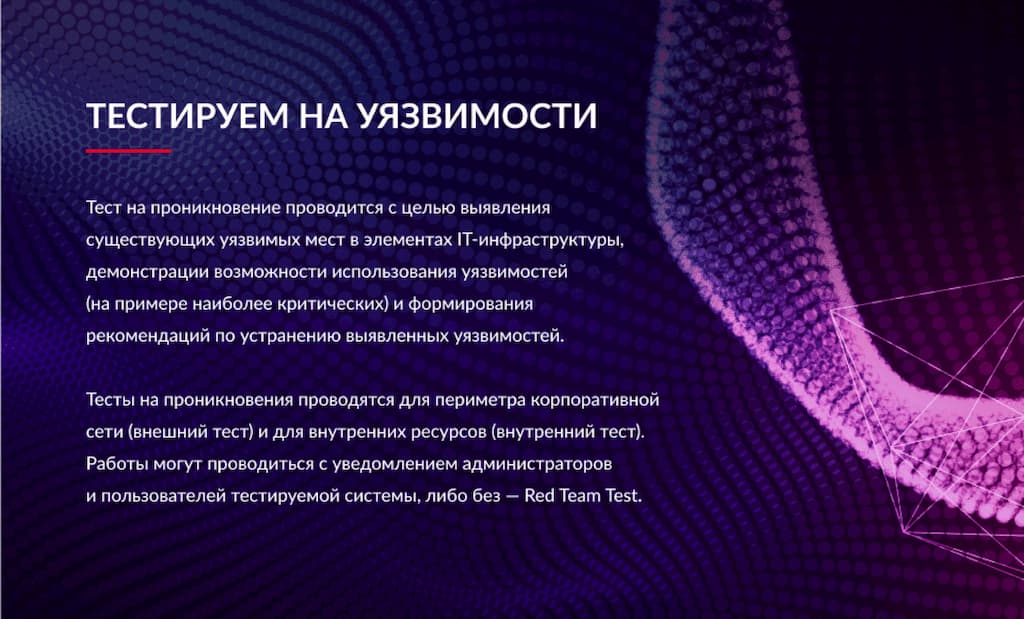 ТЕСТИРУЕМ НА УЯЗВИМОСТИ
Тест на проникновение проводится с целью выявления
существующих уязвимых мест в элементах IT-инфраструктуры,
демонстрации возможности использования уязвимостей
(на примере наиболее критических) и формирования
рекомендаций по устранению выявленных уязвимостей.
Тесты на проникновения проводятся для периметра корпоративной
сети (внешний тест) и для внутренних ресурсов (внутренний тест).
Работы могут проводиться с уведомлением администраторов
и пользователей тестируемой системы, либо без — Red Team Test.